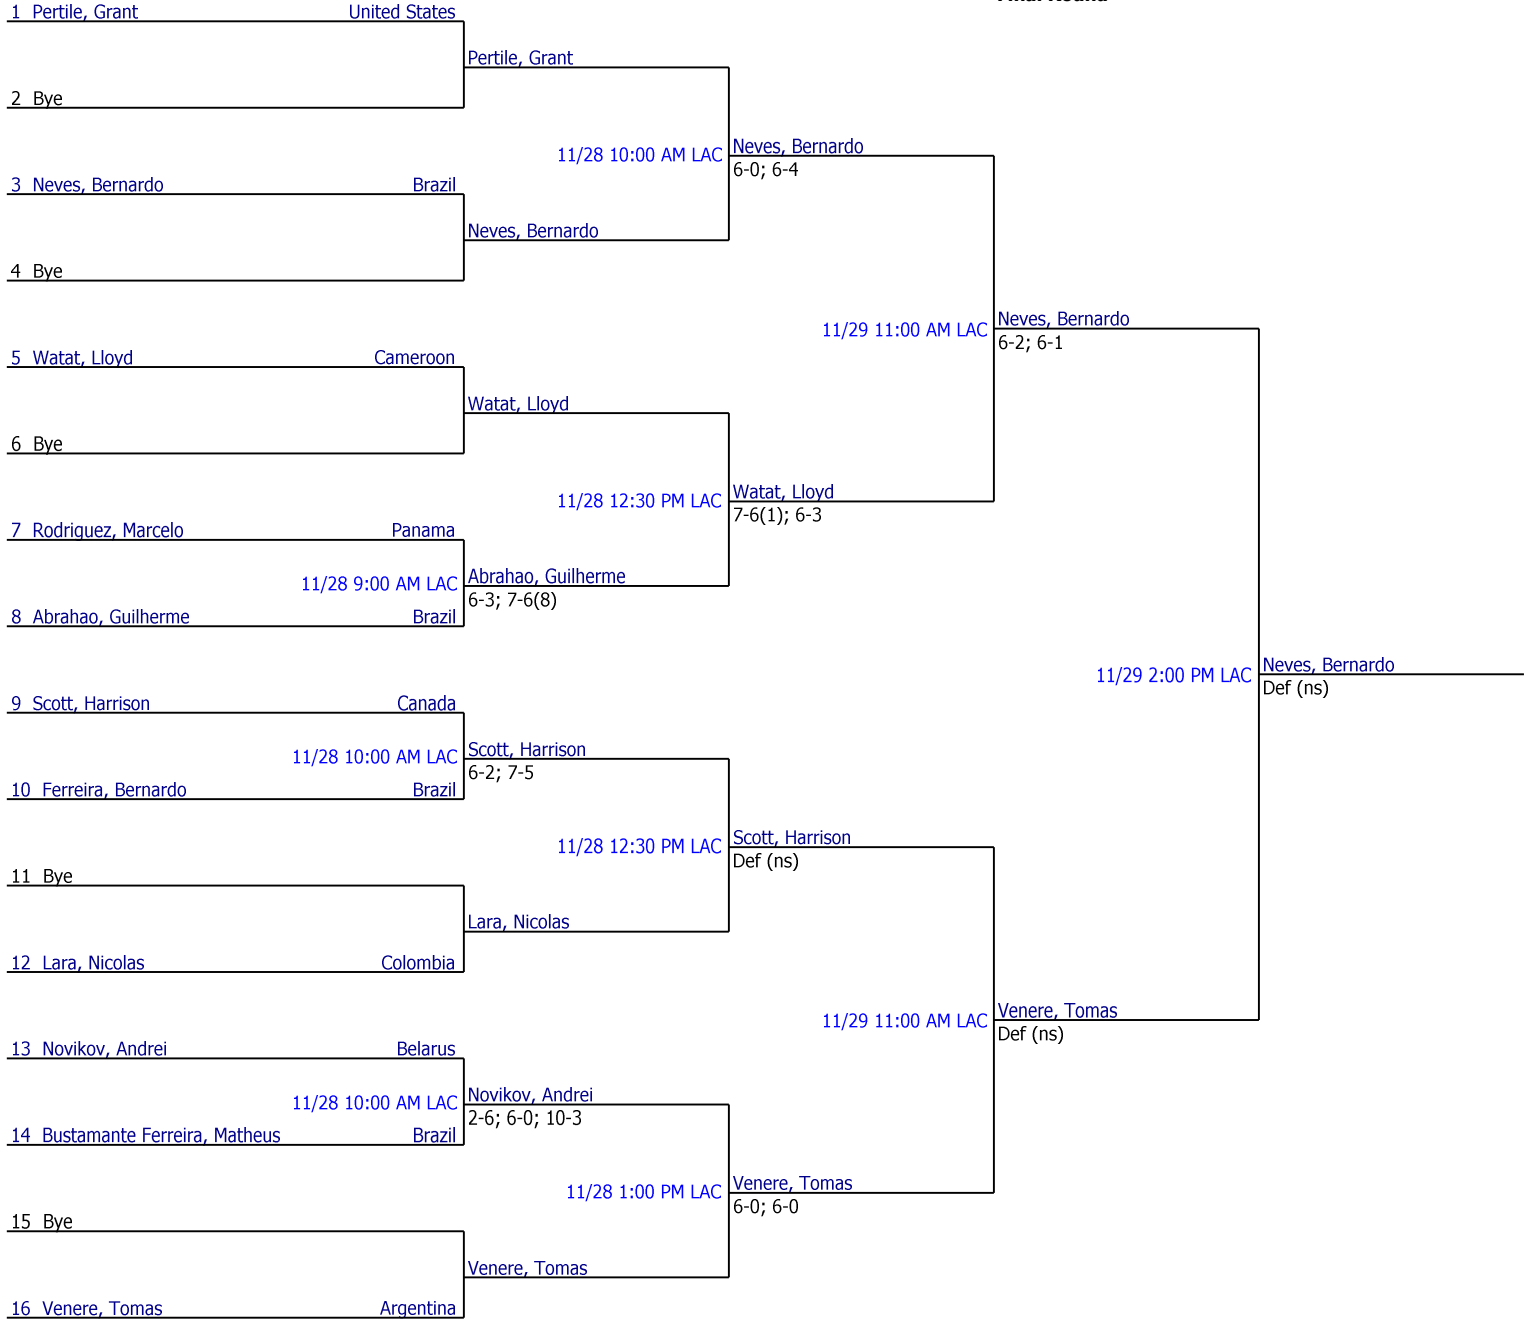 Final Round
1 Pertile, Grant United States
Pertile, Grant
2 Bye
11/28 10:00 AM LAC Neves, Bernardo
6-0; 6-4
3 Neves, Bernardo Brazil
Neves, Bernardo
4 Bye
11/29 11:00 AM LAC Neves, Bernardo
6-2; 6-1
5 Watat, Lloyd Cameroon
Watat, Lloyd
6 Bye
11/28 12:30 PM LAC Watat, Lloyd
7-6(1); 6-3
7 Rodriguez, Marcelo Panama
11/28 9:00 AM LAC Abrahao, Guilherme
6-3; 7-6(8)
8 Abrahao, Guilherme Brazil
11/29 2:00 PM LAC Neves, Bernardo
Def (ns)
9 Scott, Harrison Canada
11/28 10:00 AM LAC Scott, Harrison
6-2; 7-5
10 Ferreira, Bernardo Brazil
11/28 12:30 PM LAC Scott, Harrison
Def (ns)
11 Bye
Lara, Nicolas
12 Lara, Nicolas Colombia
11/29 11:00 AM LAC Venere, Tomas
Def (ns)
13 Novikov, Andrei Belarus
11/28 10:00 AM LAC Novikov, Andrei
2-6; 6-0; 10-3
14 Bustamante Ferreira, Matheus Brazil
11/28 1:00 PM LAC Venere, Tomas
6-0; 6-0
15 Bye
Venere, Tomas
16 Venere, Tomas Argentina